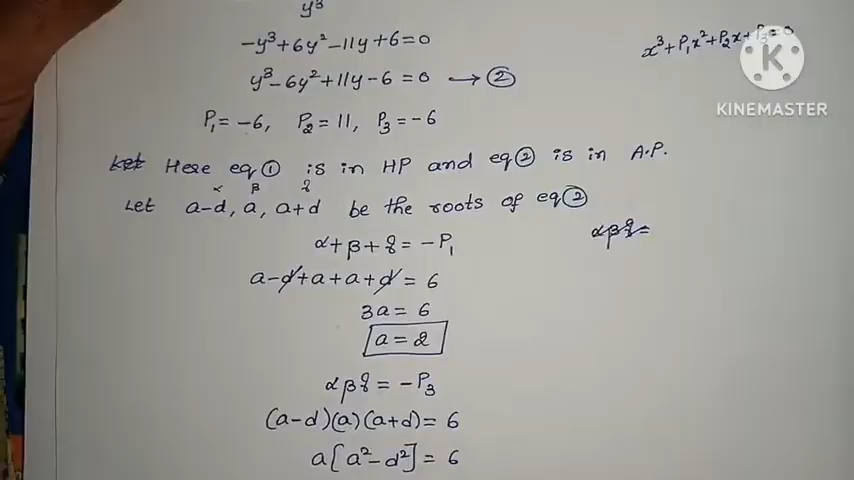 y³
-y³+6y²-11y+6=0
x³+P₁x²+P₂x+P₃=0
y³-6y²+11y-6=0 → ②
KINEMASTER
P₁=-6, P₂=11, P₃=-6
Here eq① is in HP and eq② is in A.P.
α β γ
Let a-d, a, a+d be the roots of eq②
αβγ=
α+β+γ=-P₁
a-d+a+a+d=6
3a=6
a=2
αβγ=-P₃
(a-d)(a)(a+d)=6
a[a²-d²]=6